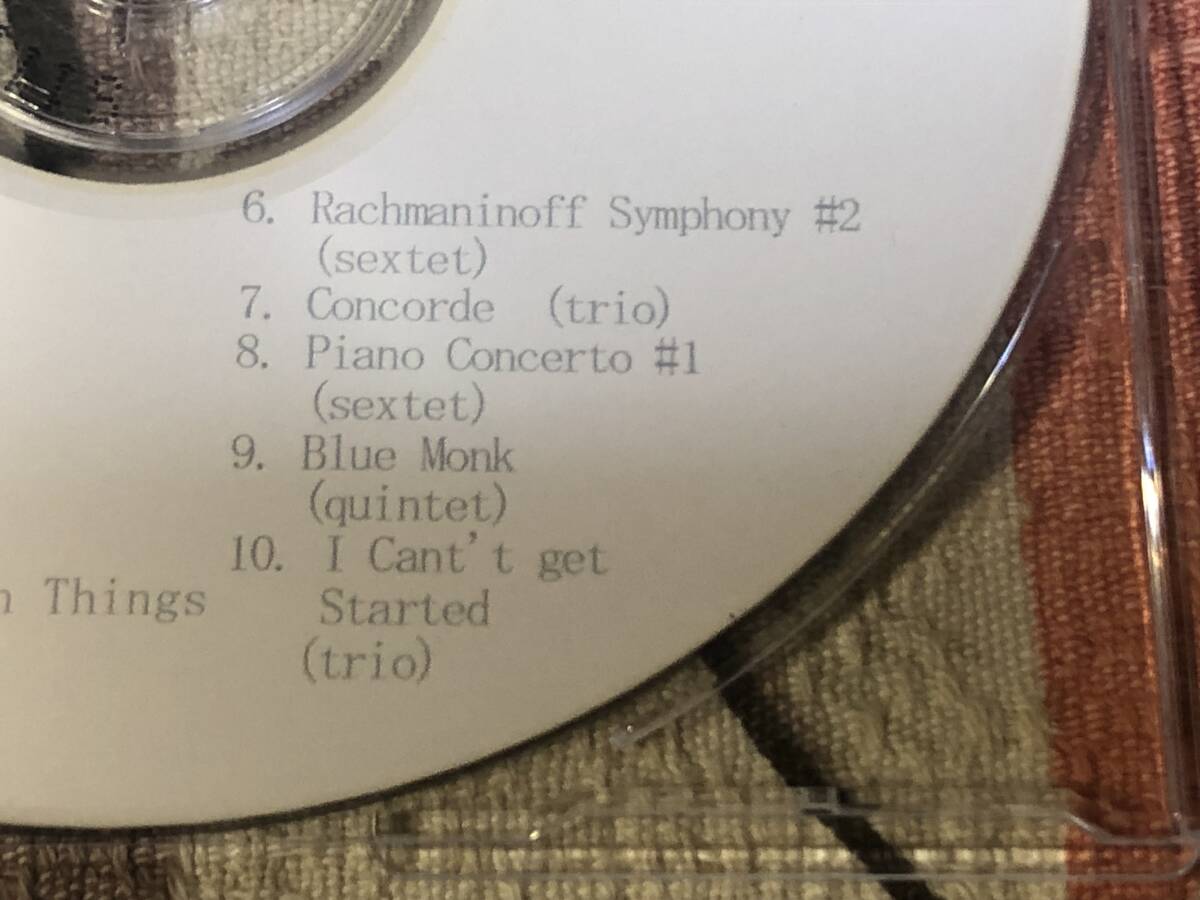 6. Rachmaninoff Symphony #2
(sextet)
7. Concorde (trio)
8. Piano Concerto #1
(sextet)
9. Blue Monk
(quintet)
10. I Cant't get
Started
(trio)
Things